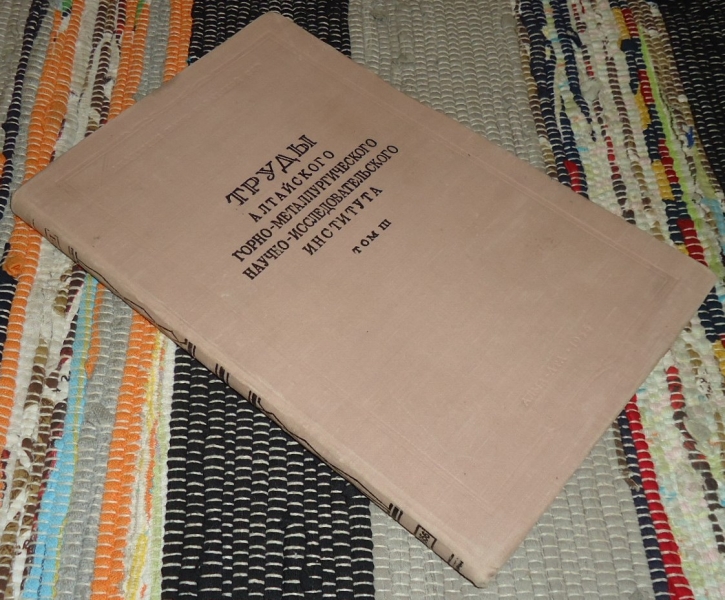 ТРУДЫ
АЛТАЙСКОГО
ГОРНО-МЕТАЛЛУРГИЧЕСКОГО
НАУЧНО-ИССЛЕДОВАТЕЛЬСКОГО
ИНСТИТУТА
ТОМ III